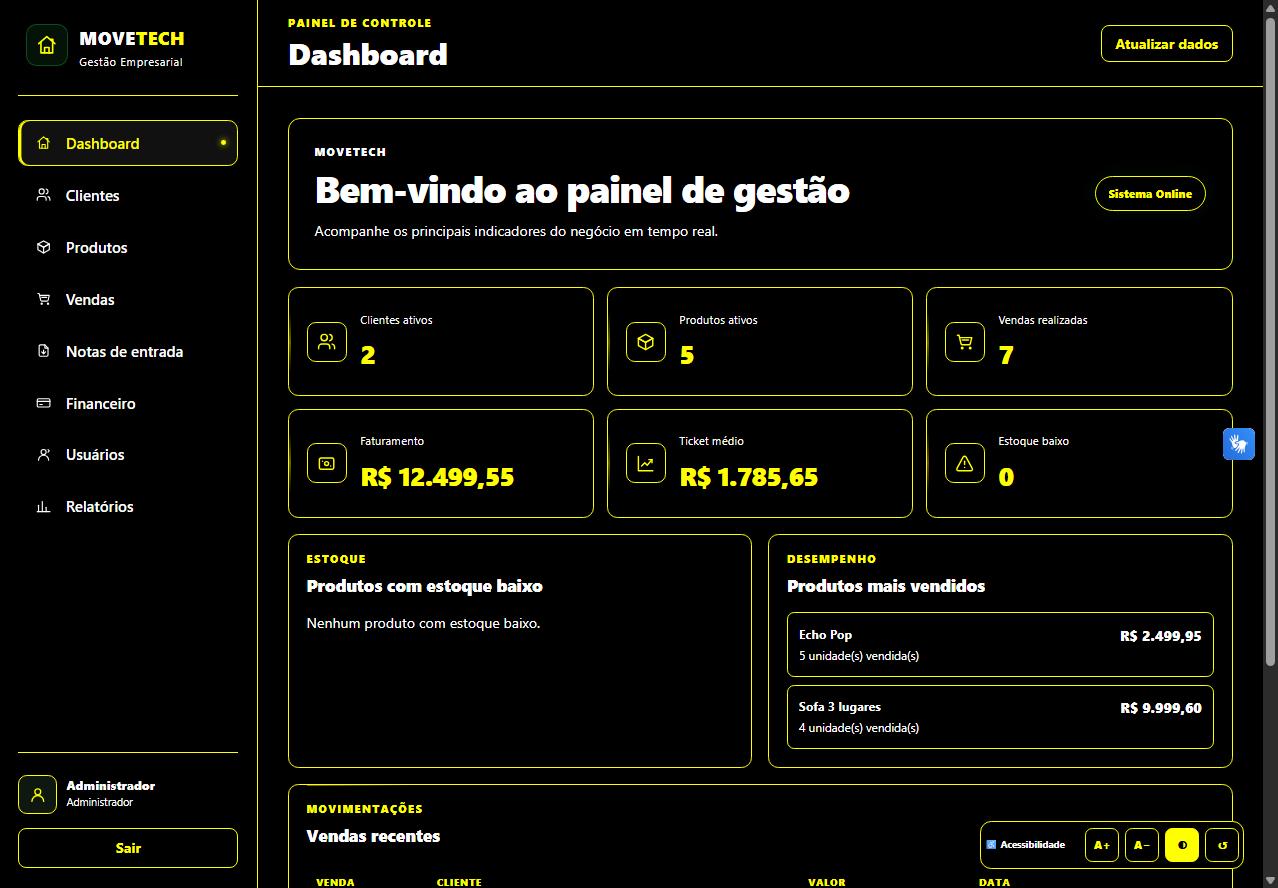 MOVETECH
Gestão Empresarial
Dashboard
Clientes
Produtos
Vendas
Notas de entrada
Financeiro
Usuários
Relatórios
Administrador
Administrador
Sair
PAINEL DE CONTROLE
Dashboard
Atualizar dados
MOVETECH
Bem-vindo ao painel de gestão
Acompanhe os principais indicadores do negócio em tempo real.
Sistema Online
Clientes ativos
2
Produtos ativos
5
Vendas realizadas
7
Faturamento
R$ 12.499,55
Ticket médio
R$ 1.785,65
Estoque baixo
0
ESTOQUE
Produtos com estoque baixo
Nenhum produto com estoque baixo.
DESEMPENHO
Produtos mais vendidos
Echo Pop R$ 2.499,95
5 unidade(s) vendida(s)
Sofa 3 lugares R$ 9.999,60
4 unidade(s) vendida(s)
MOVIMENTAÇÕES
Vendas recentes
VENDA CLIENTE VALOR DATA
Acessibilidade A+ A−